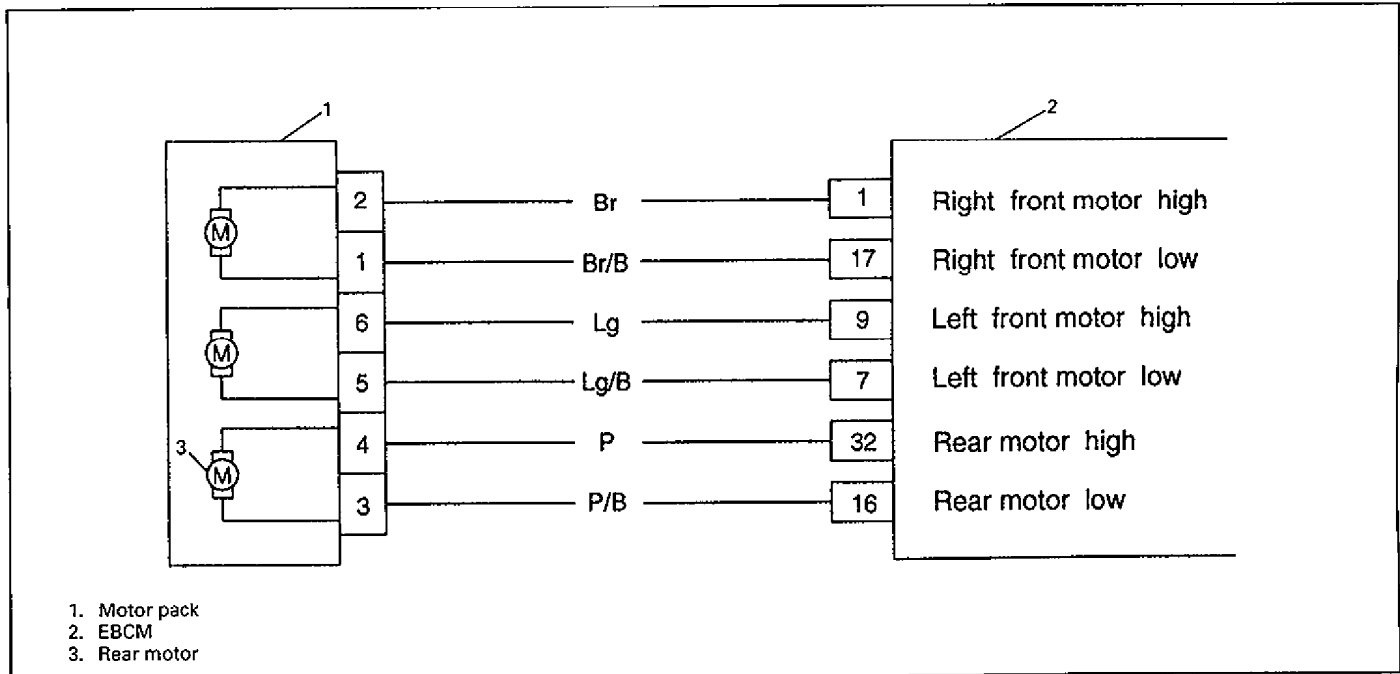 1
2
2 Br 1 Right front motor high
1 Br/B 17 Right front motor low
6 Lg 9 Left front motor high
5 Lg/B 7 Left front motor low
4 P 32 Rear motor high
3 P/B 16 Rear motor low
M
M
3 M
1. Motor pack
2. EBCM
3. Rear motor